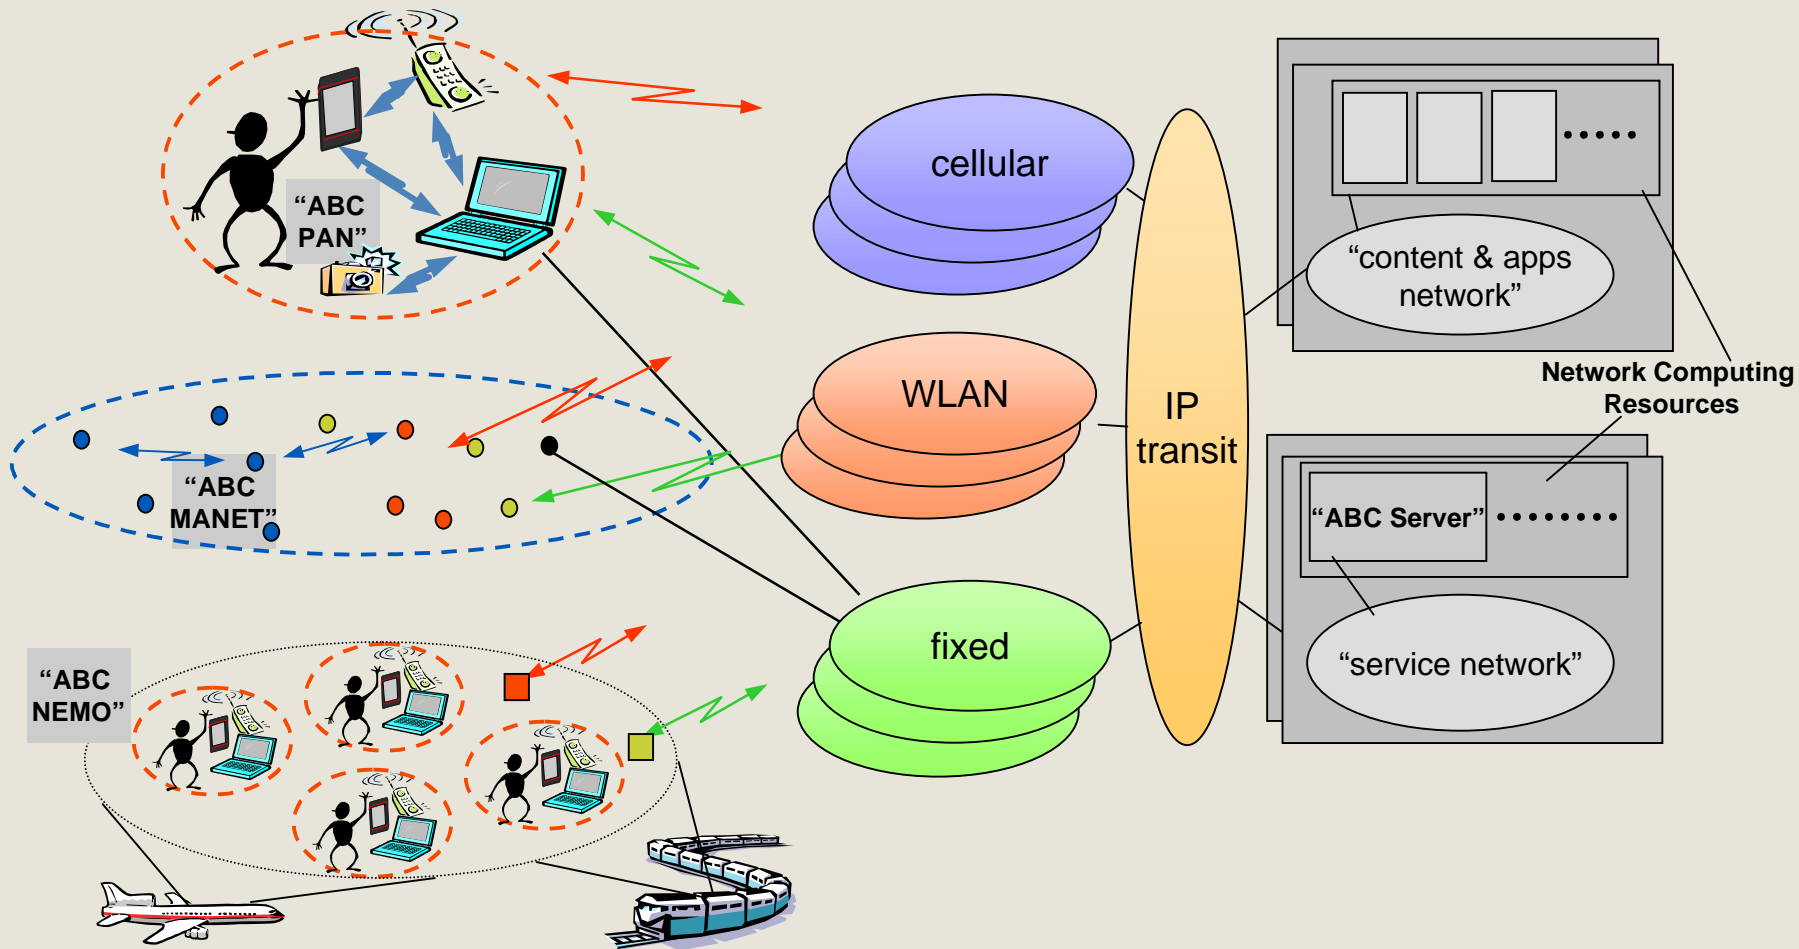 “ABC
PAN”
cellular
“content & apps
network”
Network Computing
Resources
WLAN
IP
transit
“ABC
MANET”
“ABC Server”
“service network”
fixed
“ABC
NEMO”